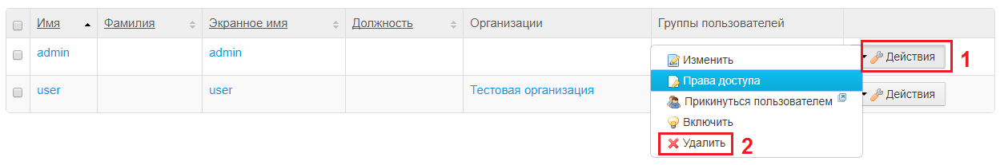 Имя Фамилия Экранное имя Должность Организации Группы пользователей
admin admin Действия 1
Изменить
Права доступа
user user Тестовая организация Действия
Прикинуться пользователем
Включить
Удалить 2